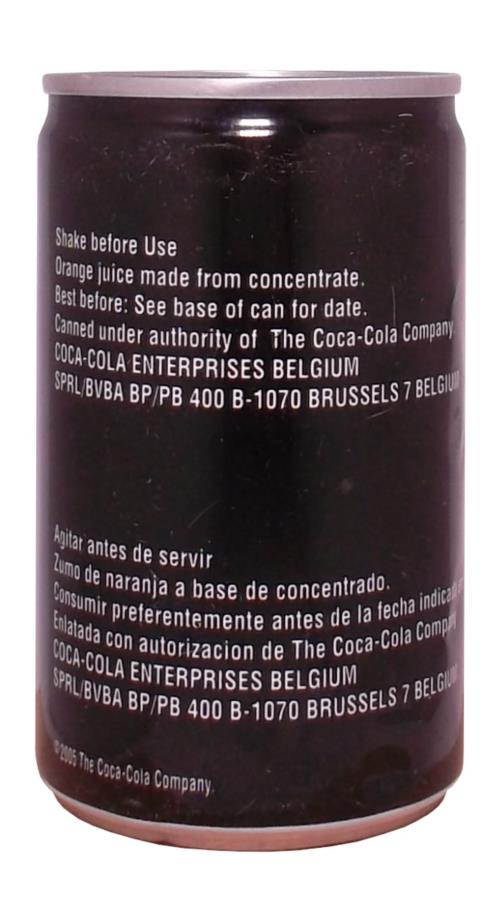 Shake before Use
Orange juice made from concentrate.
Best before: See base of can for date.
Canned under authority of The Coca-Cola Company.
COCA-COLA ENTERPRISES BELGIUM
SPRL/BVBA BP/PB 400 B-1070 BRUSSELS 7 BELGIUM
Agitar antes de servir
Zumo de naranja a base de concentrado.
Consumir preferentemente antes de la fecha indicada
Enlatada con autorizacion de The Coca-Cola Company
COCA-COLA ENTERPRISES BELGIUM
SPRL/BVBA BP/PB 400 B-1070 BRUSSELS 7 BELGIUM
© 2005 The Coca-Cola Company.